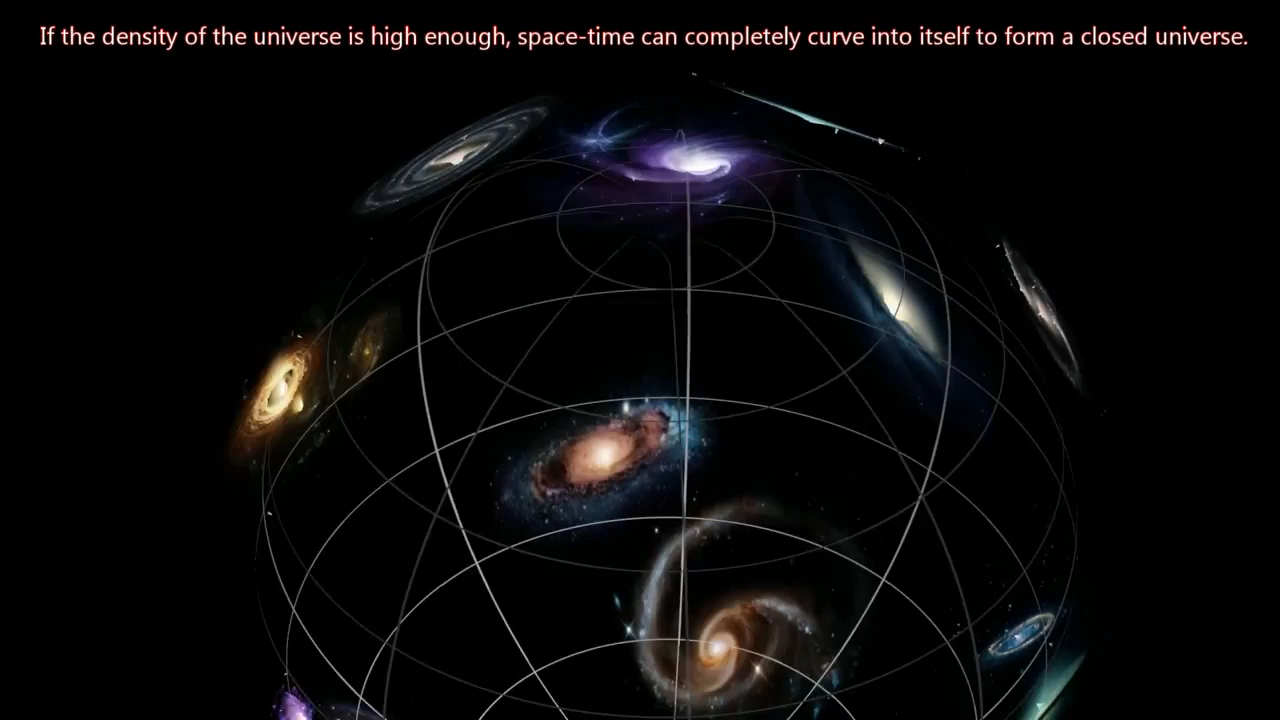 If the density of the universe is high enough, space-time can completely curve into itself to form a closed universe.